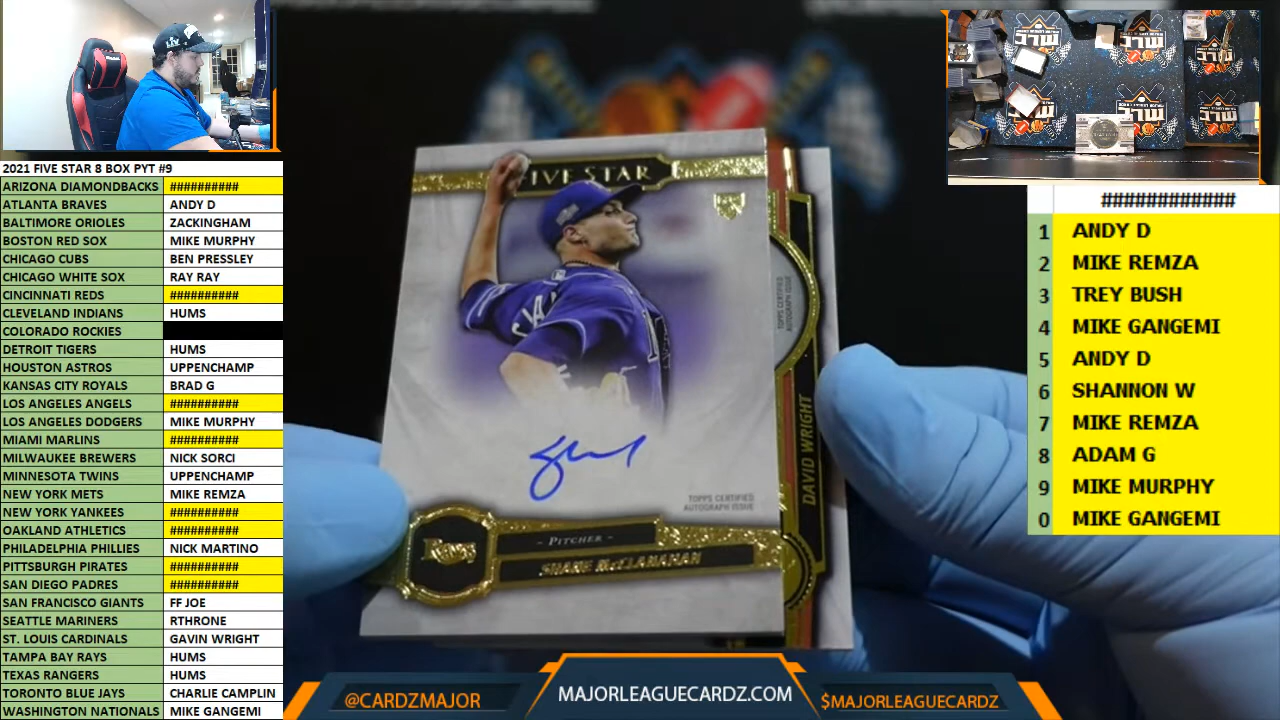 2021 FIVE STAR 8 BOX PYT #9
ARIZONA DIAMONDBACKS ##########
ATLANTA BRAVES ANDY D
BALTIMORE ORIOLES ZACKINGHAM
BOSTON RED SOX MIKE MURPHY
CHICAGO CUBS BEN PRESSLEY
CHICAGO WHITE SOX RAY RAY
CINCINNATI REDS ##########
CLEVELAND INDIANS HUMS
COLORADO ROCKIES
DETROIT TIGERS HUMS
HOUSTON ASTROS UPPENCHAMP
KANSAS CITY ROYALS BRAD G
LOS ANGELES ANGELS ##########
LOS ANGELES DODGERS MIKE MURPHY
MIAMI MARLINS ##########
MILWAUKEE BREWERS NICK SORCI
MINNESOTA TWINS UPPENCHAMP
NEW YORK METS MIKE REMZA
NEW YORK YANKEES ##########
OAKLAND ATHLETICS ##########
PHILADELPHIA PHILLIES NICK MARTINO
PITTSBURGH PIRATES ##########
SAN DIEGO PADRES ##########
SAN FRANCISCO GIANTS FF JOE
SEATTLE MARINERS RTHRONE
ST. LOUIS CARDINALS GAVIN WRIGHT
TAMPA BAY RAYS HUMS
TEXAS RANGERS HUMS
TORONTO BLUE JAYS CHARLIE CAMPLIN
WASHINGTON NATIONALS MIKE GANGEMI
FIVE STAR
TOPPS CERTIFIED
AUTOGRAPH ISSUE
Rays
- PITCHER -
SHANE McCLANAHAN
TOPPS CERTIFIED
AUTOGRAPH ISSUE
DAVID WRIGHT
############
1 ANDY D
2 MIKE REMZA
3 TREY BUSH
4 MIKE GANGEMI
5 ANDY D
6 SHANNON W
7 MIKE REMZA
8 ADAM G
9 MIKE MURPHY
0 MIKE GANGEMI
@CARDZMAJOR
MAJORLEAGUECARDZ.COM
$MAJORLEAGUECARDZ